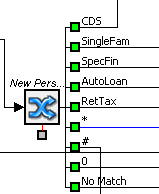 CDS
SingleFam
SpecFin
New Pers...
AutoLoan
RetTax
*
#
0
No Match